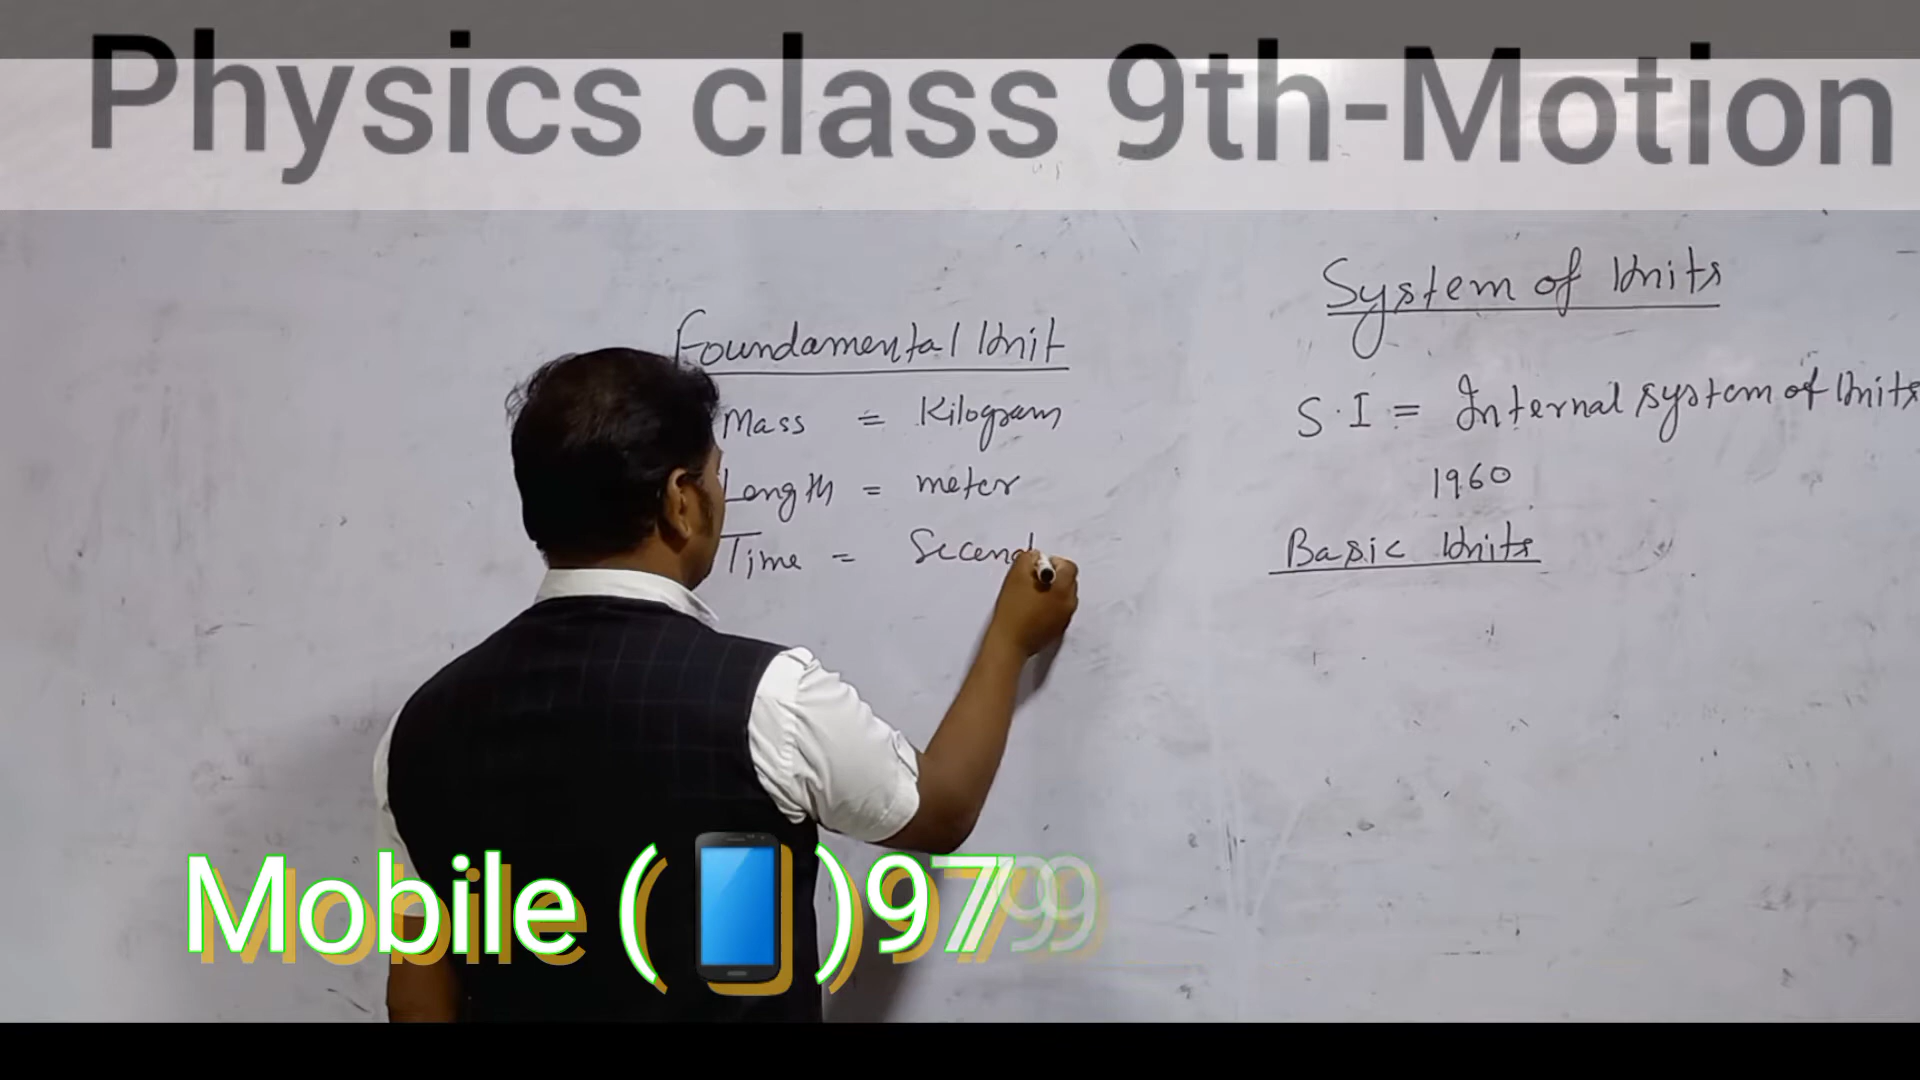 Physics class 9th-Motion
System of Units
Foundamental Unit
S.I = Internal system of Units
Mass = Kilogram
1960
Length = meter
Basic Units
Time = Second
Mobile (📱)97